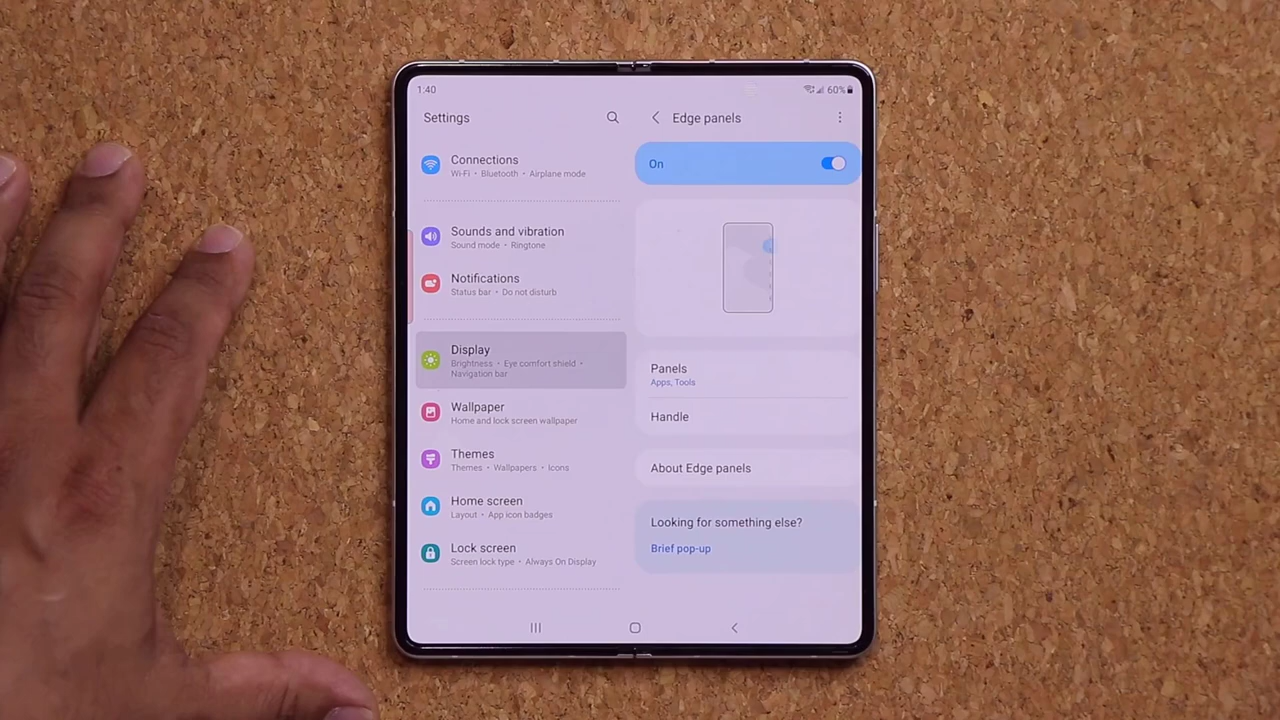 1:40
60%
Settings
Connections
Wi-Fi • Bluetooth • Airplane mode
Sounds and vibration
Sound mode • Ringtone
Notifications
Status bar • Do not disturb
Display
Brightness • Eye comfort shield •
Navigation bar
Wallpaper
Home and lock screen wallpaper
Themes
Themes • Wallpapers • Icons
Home screen
Layout • App icon badges
Lock screen
Screen lock type • Always On Display
Edge panels
On
Panels
Apps, Tools
Handle
About Edge panels
Looking for something else?
Brief pop-up